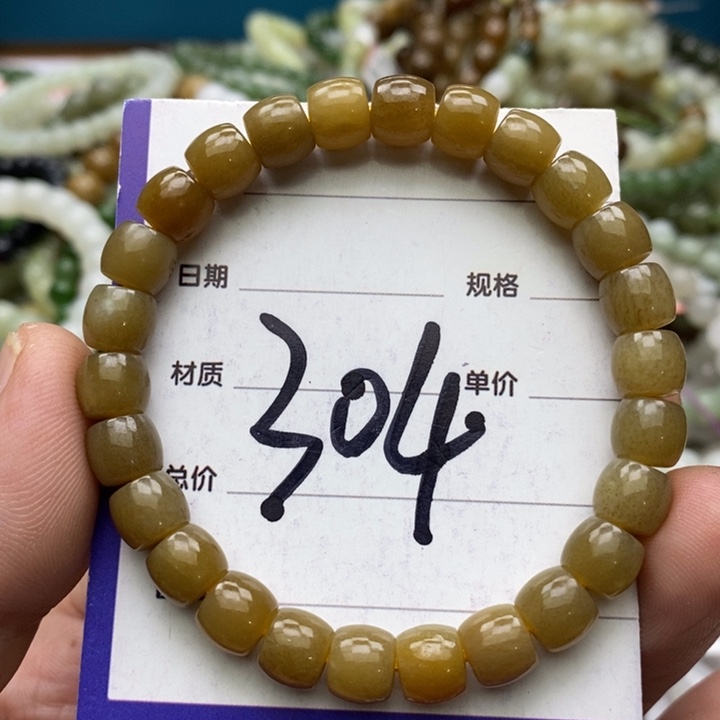 日期 规格
材质 单价
304
总价